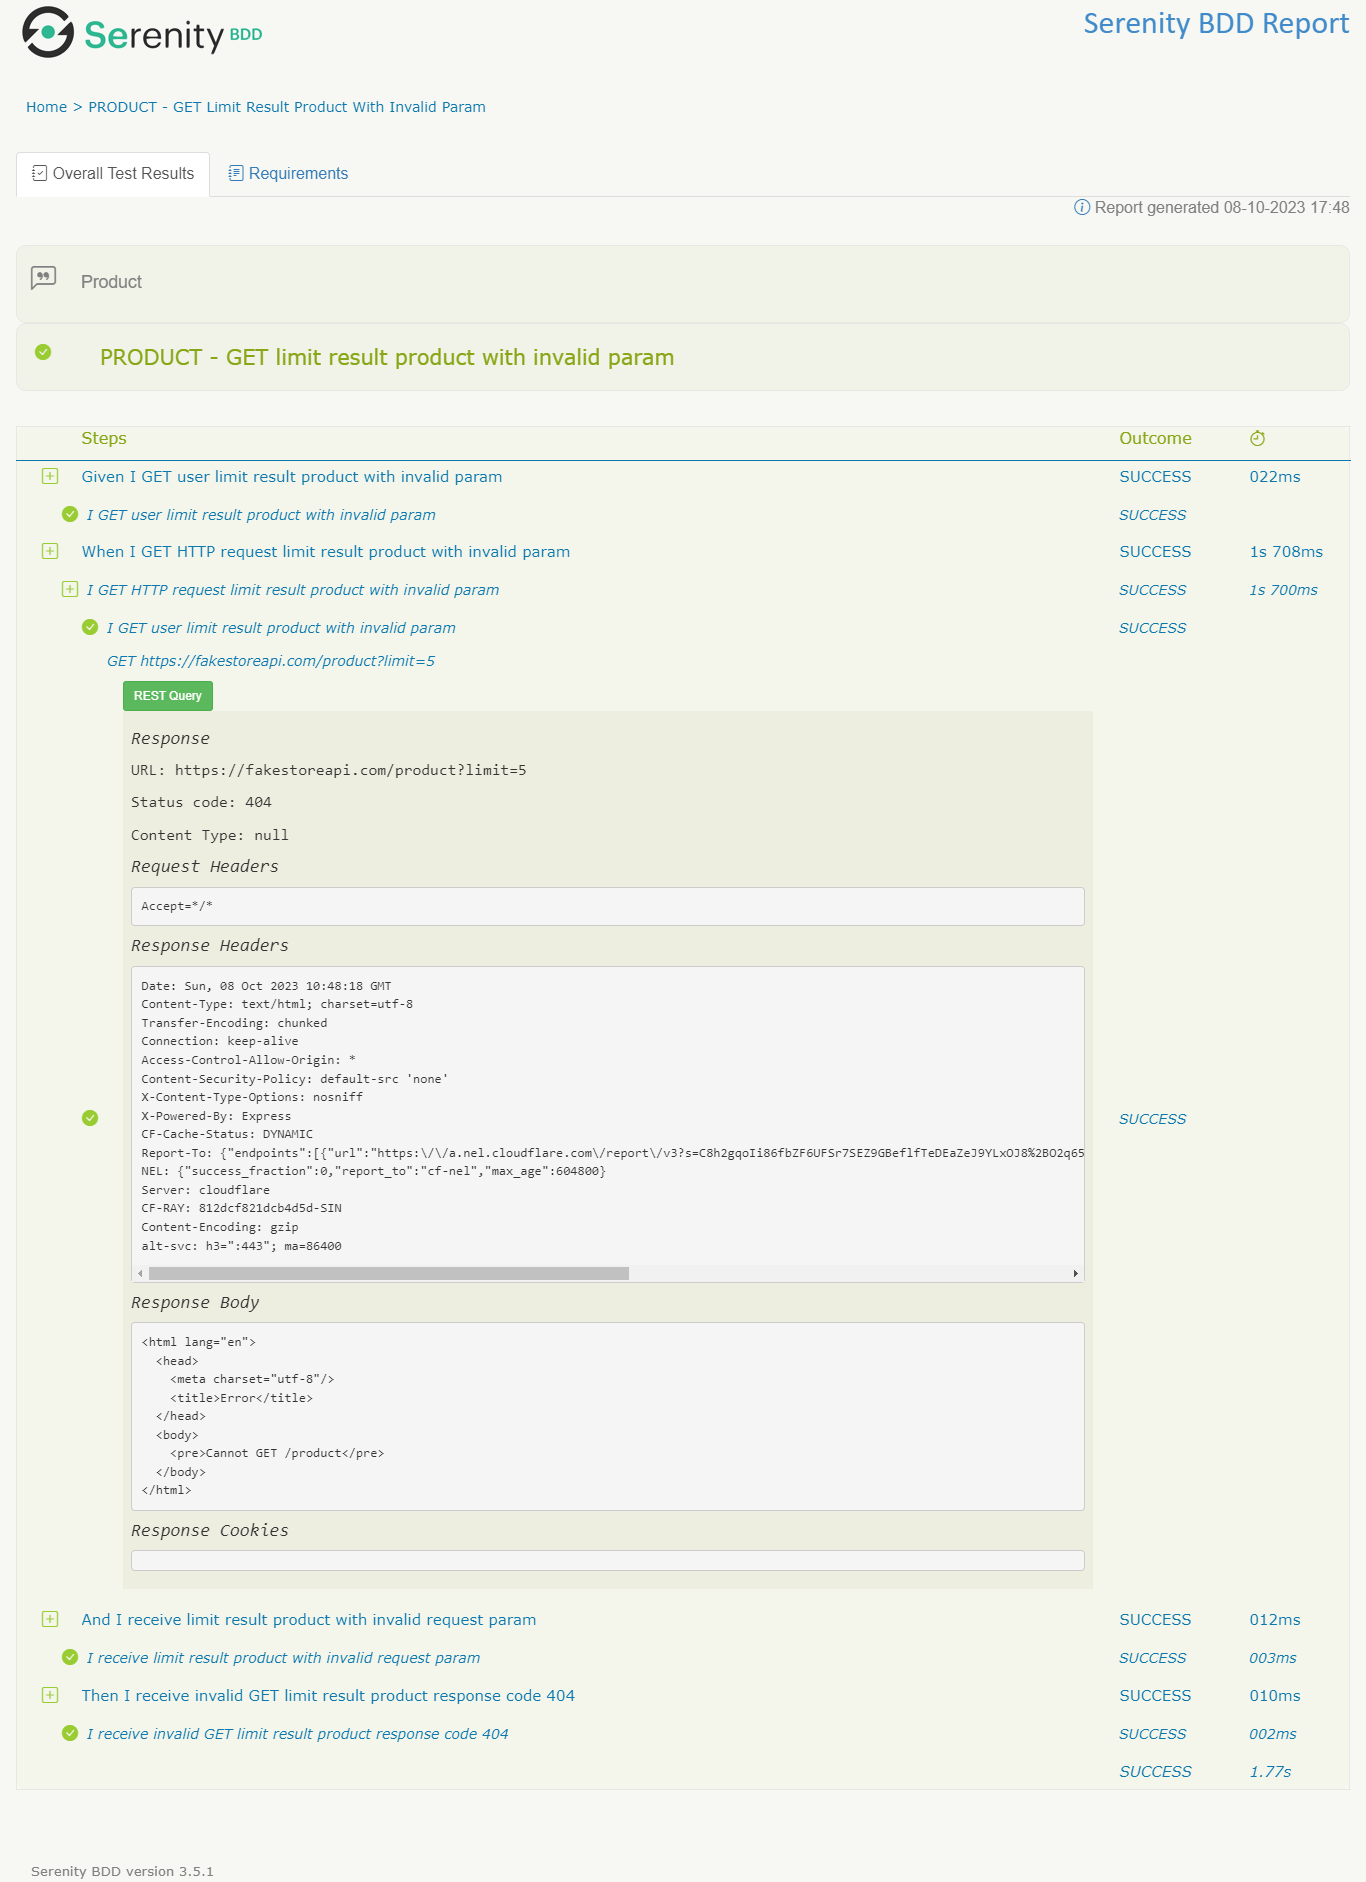 Serenity BDD
Serenity BDD Report
Home > PRODUCT - GET Limit Result Product With Invalid Param
Overall Test Results Requirements
Report generated 08-10-2023 17:48
Product
PRODUCT - GET limit result product with invalid param
Steps Outcome
Given I GET user limit result product with invalid param SUCCESS 022ms
I GET user limit result product with invalid param SUCCESS
When I GET HTTP request limit result product with invalid param SUCCESS 1s 708ms
I GET HTTP request limit result product with invalid param SUCCESS 1s 700ms
I GET user limit result product with invalid param SUCCESS
GET https://fakestoreapi.com/product?limit=5
REST Query
Response
URL: https://fakestoreapi.com/product?limit=5
Status code: 404
Content Type: null
Request Headers
Accept=*/*
Response Headers
Date: Sun, 08 Oct 2023 10:48:18 GMT
Content-Type: text/html; charset=utf-8
Transfer-Encoding: chunked
Connection: keep-alive
Access-Control-Allow-Origin: *
Content-Security-Policy: default-src 'none'
X-Content-Type-Options: nosniff
X-Powered-By: Express
SUCCESS
CF-Cache-Status: DYNAMIC
Report-To: {"endpoints":[{"url":"https:\/\/a.nel.cloudflare.com\/report\/v3?s=C8h2gqoIi86fbZF6UFSr7SEZ9GBeflfTeDEaZeJ9YLxOJ8%2BO2q65
NEL: {"success_fraction":0,"report_to":"cf-nel","max_age":604800}
Server: cloudflare
CF-RAY: 812dcf821dcb4d5d-SIN
Content-Encoding: gzip
alt-svc: h3=":443"; ma=86400
Response Body
<html lang="en">
  <head>
    <meta charset="utf-8"/>
    <title>Error</title>
  </head>
  <body>
    <pre>Cannot GET /product</pre>
  </body>
</html>
Response Cookies
And I receive limit result product with invalid request param SUCCESS 012ms
I receive limit result product with invalid request param SUCCESS 003ms
Then I receive invalid GET limit result product response code 404 SUCCESS 010ms
I receive invalid GET limit result product response code 404 SUCCESS 002ms
SUCCESS 1.77s
Serenity BDD version 3.5.1